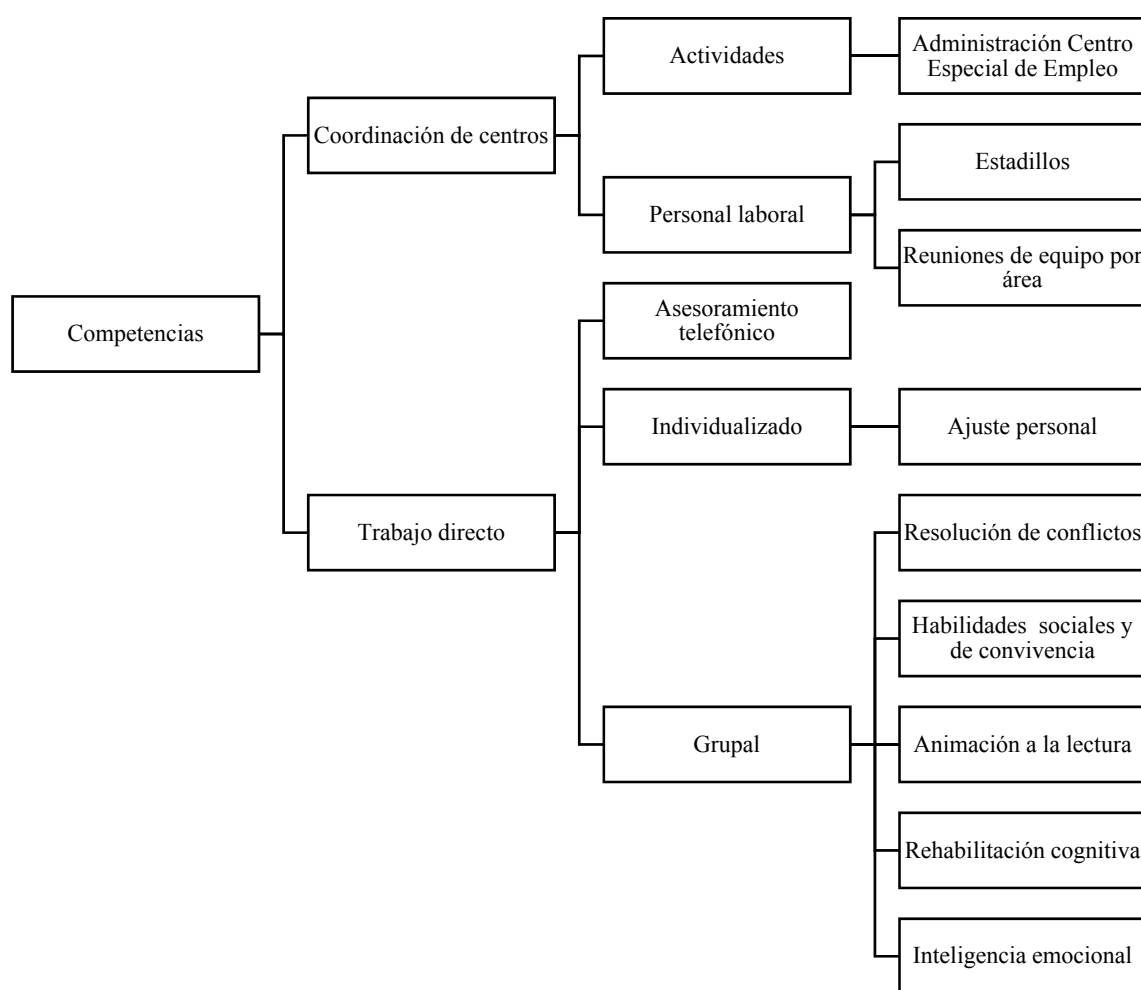 Actividades
Administración Centro
Especial de Empleo
Coordinación de centros
Estadillos
Personal laboral
Reuniones de equipo por
área
Competencias
Asesoramiento
telefónico
Individualizado
Ajuste personal
Trabajo directo
Resolución de conflictos
Habilidades sociales y
de convivencia
Grupal
Animación a la lectura
Rehabilitación cognitiva
Inteligencia emocional